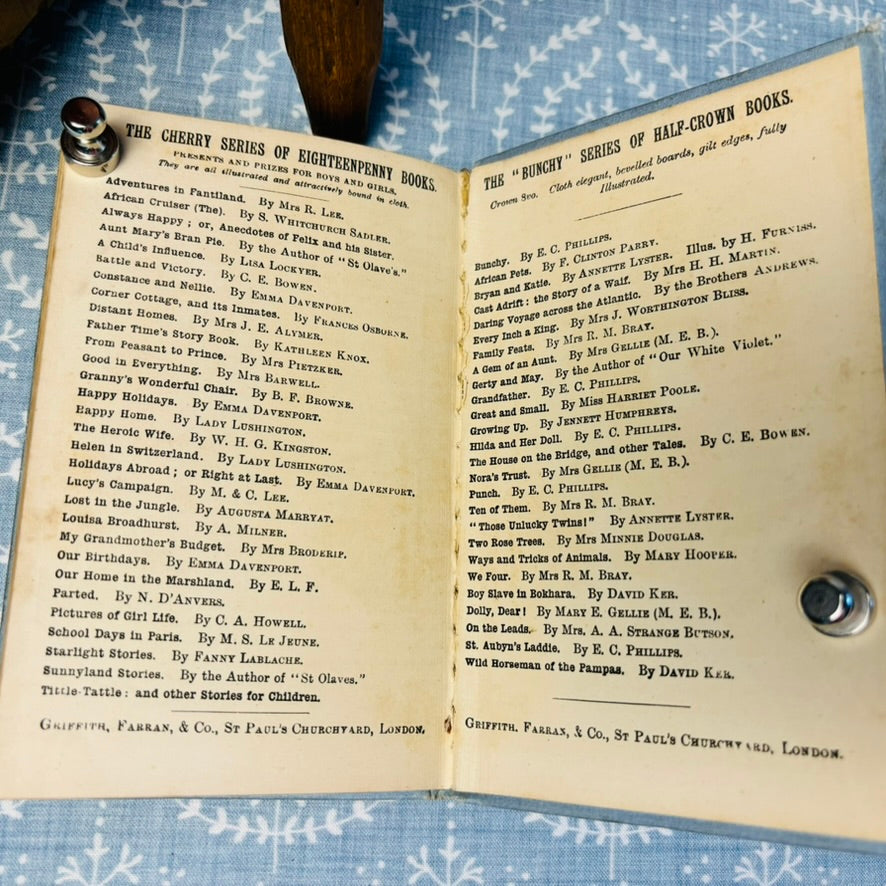 THE CHERRY SERIES OF EIGHTEENPENNY BOOKS.
PRESENTS AND PRIZES FOR BOYS AND GIRLS.
They are all illustrated and attractively bound in cloth.
Adventures in Fantiland. By Mrs R. Lee.
African Cruiser (The). By S. Whitchurch Sadler.
Always Happy; or, Anecdotes of Felix and his Sister.
Aunt Mary's Bran Pie. By the Author of "St Olave's."
A Child's Influence. By Lisa Lockyer.
Battle and Victory. By C. E. Bowen.
Constance and Nellie. By Emma Davenport.
Corner Cottage, and its Inmates. By Frances Osborne.
Distant Homes. By Mrs J. E. Alymer.
Father Time's Story Book. By Kathleen Knox.
From Peasant to Prince. By Mrs Pietzker.
Good in Everything. By Mrs Barwell.
Granny's Wonderful Chair. By B. F. Browne.
Happy Holidays. By Emma Davenport.
Happy Home. By Lady Lushington.
The Heroic Wife. By W. H. G. Kingston.
Helen in Switzerland. By Lady Lushington.
Holidays Abroad; or Right at Last. By Emma Davenport.
Lucy's Campaign. By M. & C. Lee.
Lost in the Jungle. By Augusta Marryat.
Louisa Broadhurst. By A. Milner.
My Grandmother's Budget. By Mrs Broderip.
Our Birthdays. By Emma Davenport.
Our Home in the Marshland. By E. L. F.
Parted. By N. D'Anvers.
Pictures of Girl Life. By C. A. Howell.
School Days in Paris. By M. S. Le Jeune.
Starlight Stories. By Fanny Lablache.
Sunnyland Stories. By the Author of "St Olaves."
Tittle-Tattle: and other Stories for Children.
Griffith, Farran, & Co., St Paul's Churchyard, London.
THE "BUNCHY" SERIES OF HALF-CROWN BOOKS.
Crown 8vo. Cloth elegant, bevelled boards, gilt edges, fully
Illustrated.
Bunchy. By E. C. Phillips.
African Pets. By F. Clinton Parry.
Bryan and Katie. By Annette Lyster. Illus. by H. Furniss.
Cast Adrift: the Story of a Waif. By Mrs H. H. Martin.
Daring Voyage across the Atlantic. By the Brothers Andrews.
Every Inch a King. By Mrs J. Worthington Bliss.
Family Feats. By Mrs R. M. Bray.
A Gem of an Aunt. By Mrs Gellie (M. E. B.).
Gerty and May. By the Author of "Our White Violet."
Grandfather. By E. C. Phillips.
Great and Small. By Miss Harriet Poole.
Growing Up. By Jennett Humphreys.
Hilda and Her Doll. By E. C. Phillips.
The House on the Bridge, and other Tales. By C. E. Bowen.
Nora's Trust. By Mrs Gellie (M. E. B.).
Punch. By E. C. Phillips.
Ten of Them. By Mrs R. M. Bray.
"Those Unlucky Twins!" By Annette Lyster.
Two Rose Trees. By Mrs Minnie Douglas.
Ways and Tricks of Animals. By Mary Hooper.
We Four. By Mrs R. M. Bray.
Boy Slave in Bokhara. By David Ker.
Dolly, Dear! By Mary E. Gellie (M. E. B.).
On the Leads. By Mrs. A. A. Strange Butson.
St. Aubyn's Laddie. By E. C. Phillips.
Wild Horseman of the Pampas. By David Ker.
Griffith, Farran, & Co., St Paul's Churchyard, London.